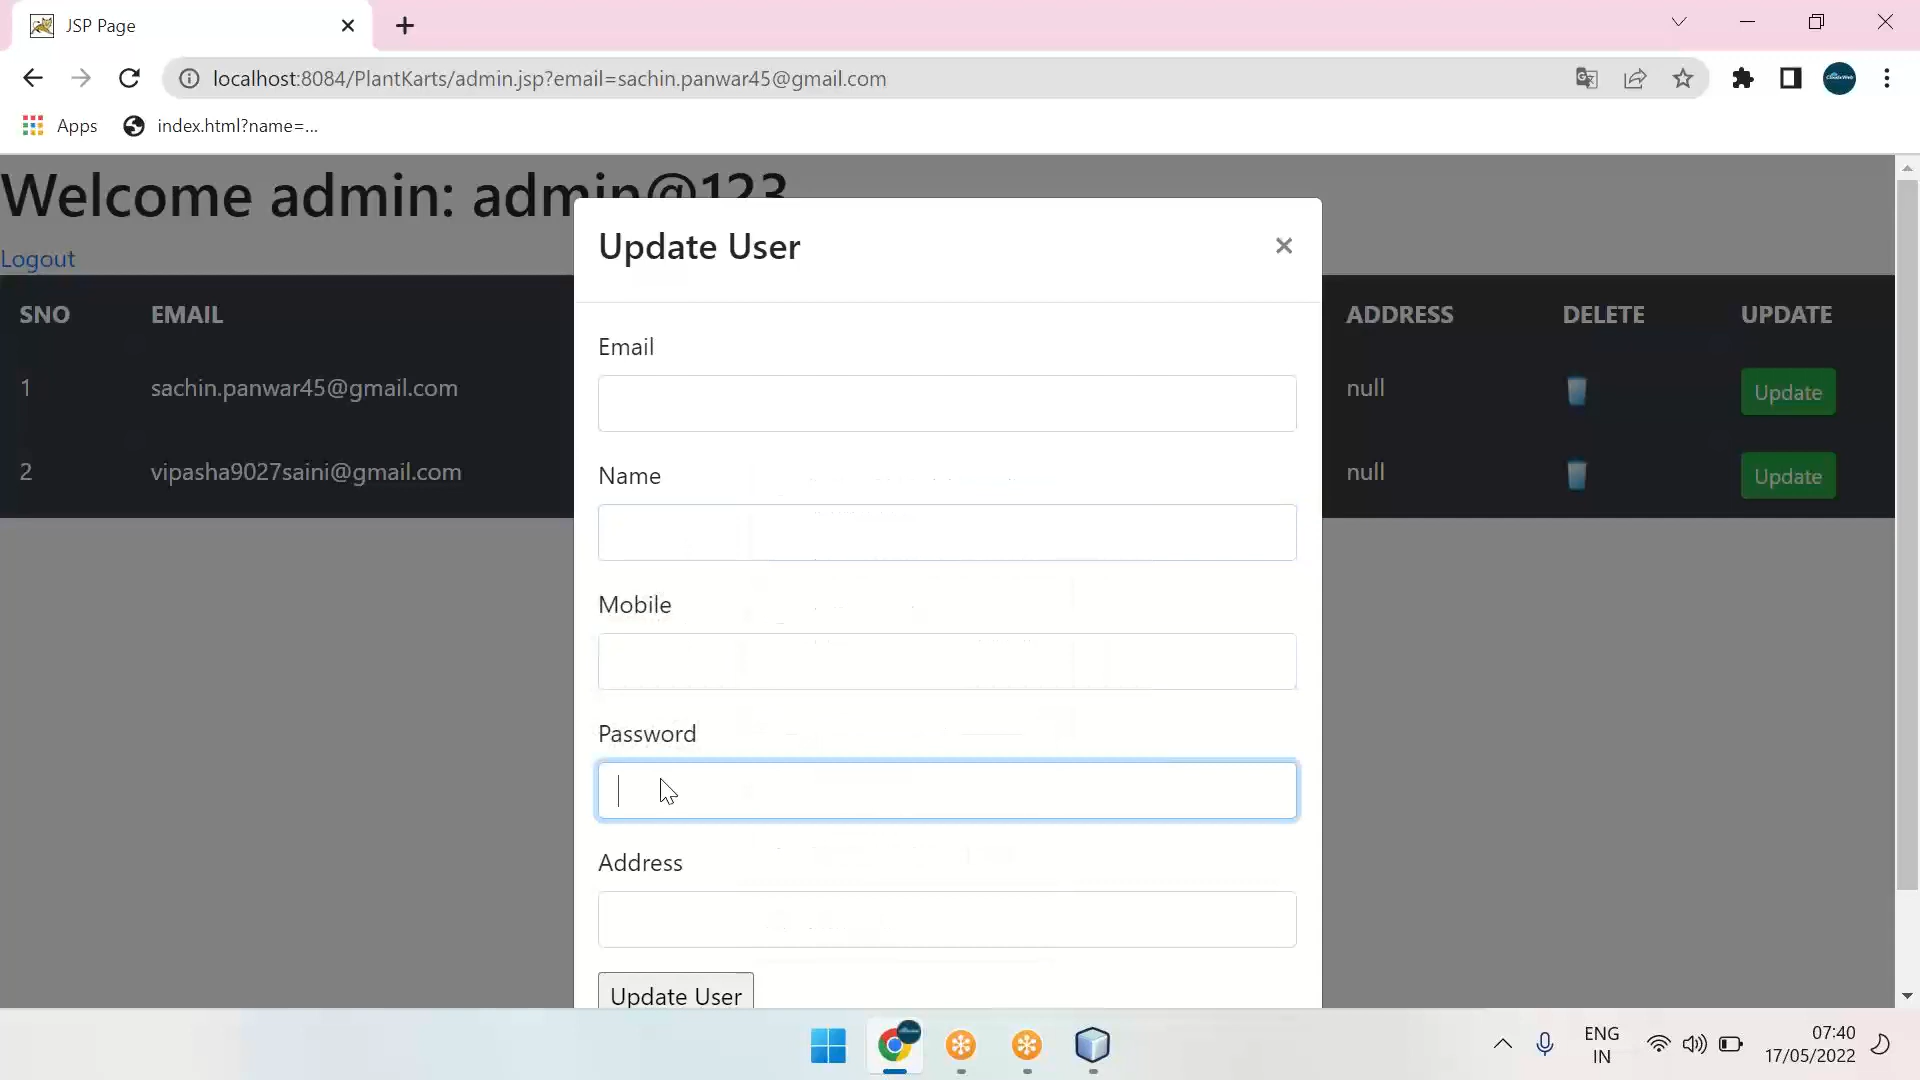 JSP Page
localhost:8084/PlantKarts/admin.jsp?email=sachin.panwar45@gmail.com
Apps
index.html?name=...
Welcome admin: admin@123
Logout
Update User
SNO EMAIL ADDRESS DELETE UPDATE
1 sachin.panwar45@gmail.com null Update
2 vipasha9027saini@gmail.com null Update
Email
Name
Mobile
Password
Address
Update User
ENG
IN
07:40
17/05/2022